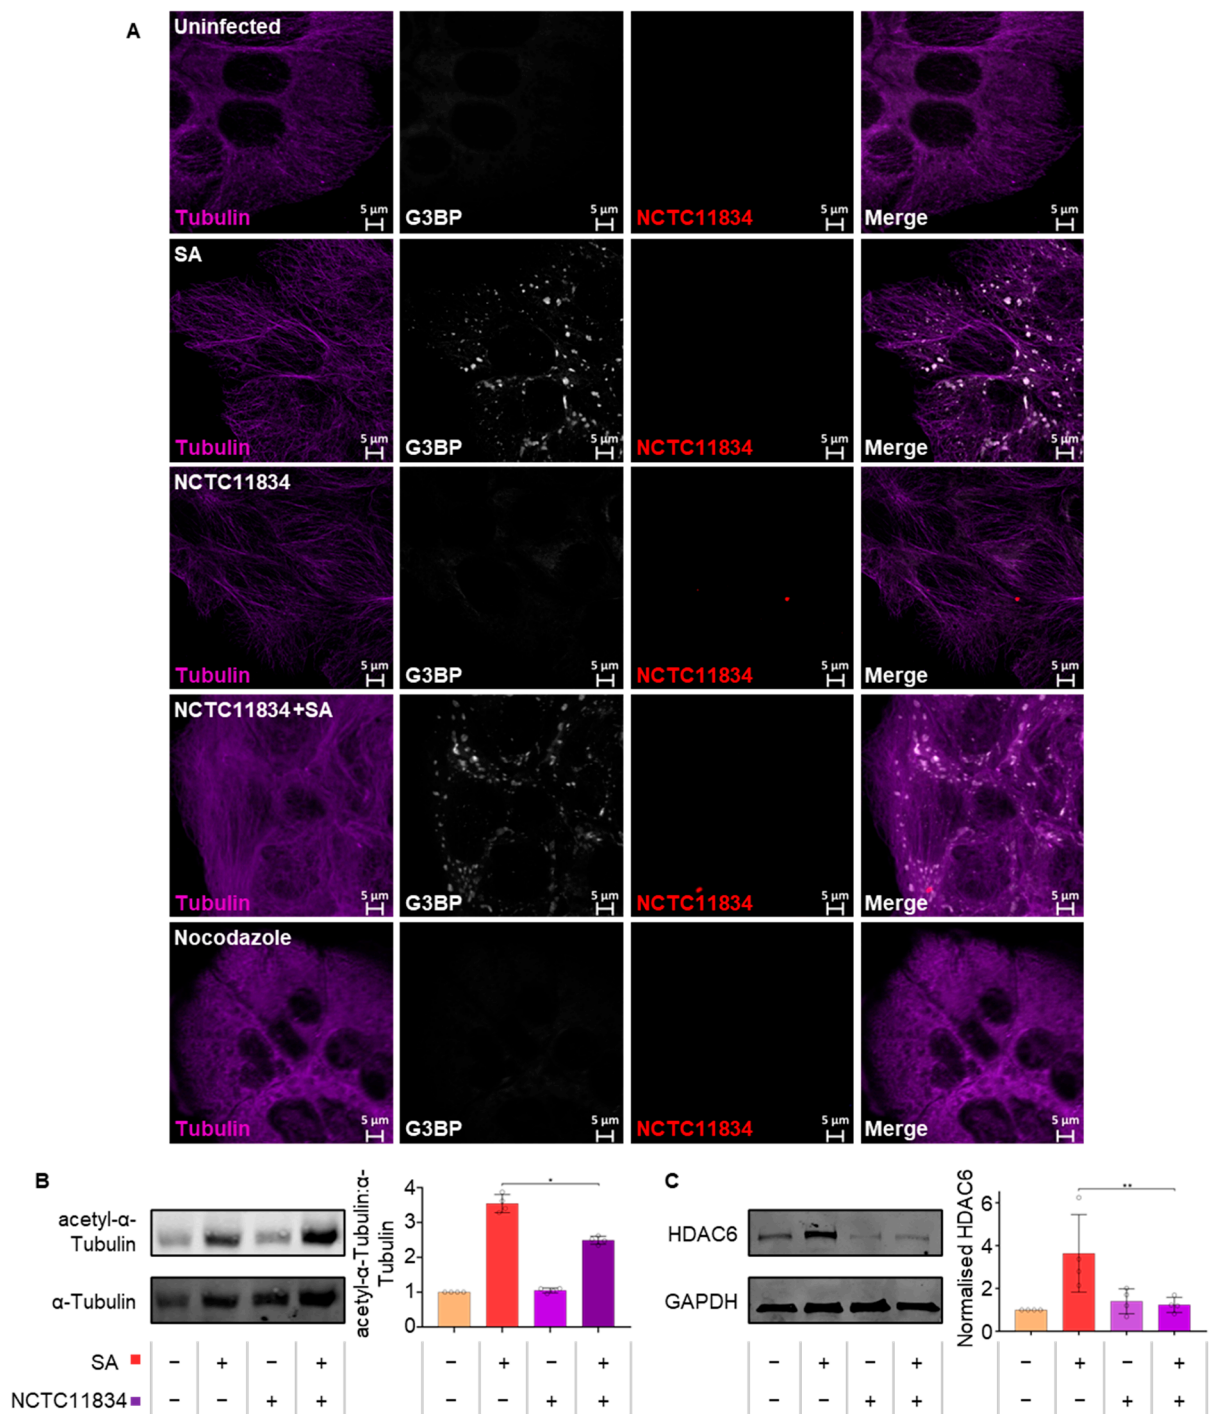 A
Uninfected
Tubulin
5 μm
G3BP
5 μm
NCTC11834
5 μm
Merge
5 μm
SA
Tubulin
5 μm
G3BP
5 μm
NCTC11834
5 μm
Merge
5 μm
NCTC11834
Tubulin
5 μm
G3BP
5 μm
NCTC11834
5 μm
Merge
5 μm
NCTC11834+SA
Tubulin
5 μm
G3BP
5 μm
NCTC11834
5 μm
Merge
5 μm
Nocodazole
Tubulin
5 μm
G3BP
5 μm
NCTC11834
5 μm
Merge
5 μm
B
acetyl-α-
Tubulin
α-Tubulin
acetyl-α-Tubulin:α-
Tubulin
4
3
2
1
0
*
C
HDAC6
GAPDH
Normalised HDAC6
6
4
2
0
**
SA − + − + − + − + − + − + − + − +
NCTC11834 − − + + − − + + − − + + − − + +